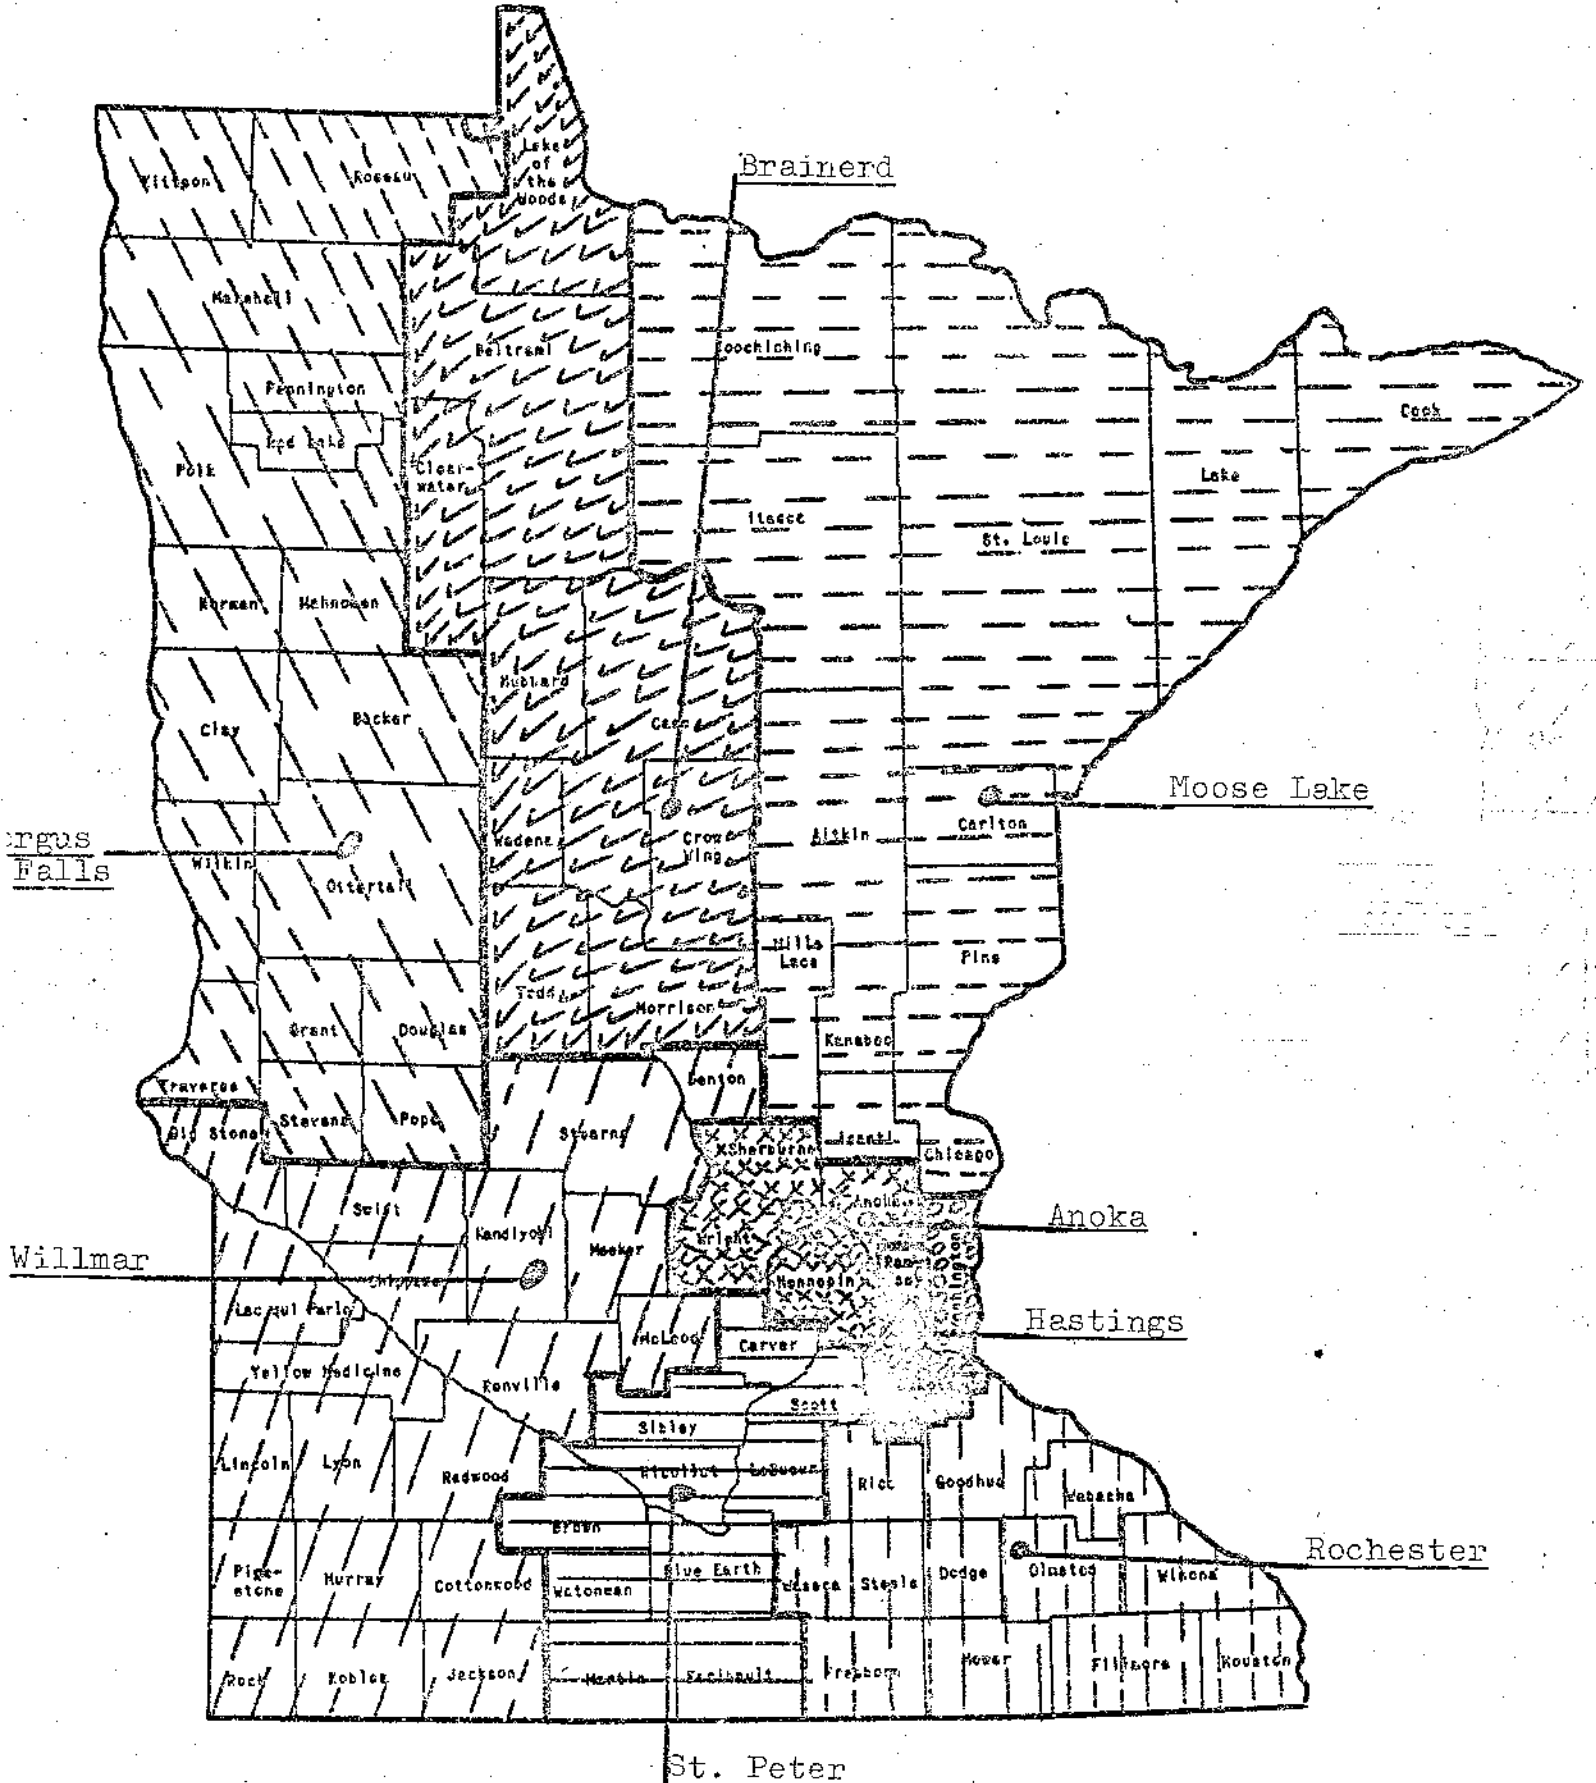 Brainerd
Lake
of
the
Woods
Roseau
Marshall
Beltrami
Koochiching
Pennington
Cook
Red Lake
Polk
Clear-
water
Lake
Itasca
St. Louis
Norman
Mahnomen
Hubbard
Clay
Becker
Cass
Moose Lake
Carlton
Aitkin
Crow
Wing
Wadena
Falls
Wilkin
Ottertail
Mille
Lacs
Pine
Todd
Morrison
Grant
Douglas
Kanabec
Benton
Traverse
Big Stone
Stevens
Pope
Stearns
Sherburne
Isanti
Chicago
Anoka
Anoka
Swift
Kandiyohi
Meeker
Wright
Willmar
Chippewa
Hennepin
Ram
sey
Washington
Lac qui Parle
Hastings
McLeod
Carver
Yellow Medicine
Renville
Scott
Sibley
Lincoln
Lyon
Redwood
Nicollet
LeSueur
Rice
Goodhue
Wabasha
Brown
Rochester
Pipe-
stone
Murray
Cottonwood
Watonwan
Blue Earth
Waseca
Steele
Dodge
Olmsted
Winona
Rock
Nobles
Jackson
Martin
Faribault
Freeborn
Mower
Fillmore
Houston
St. Peter